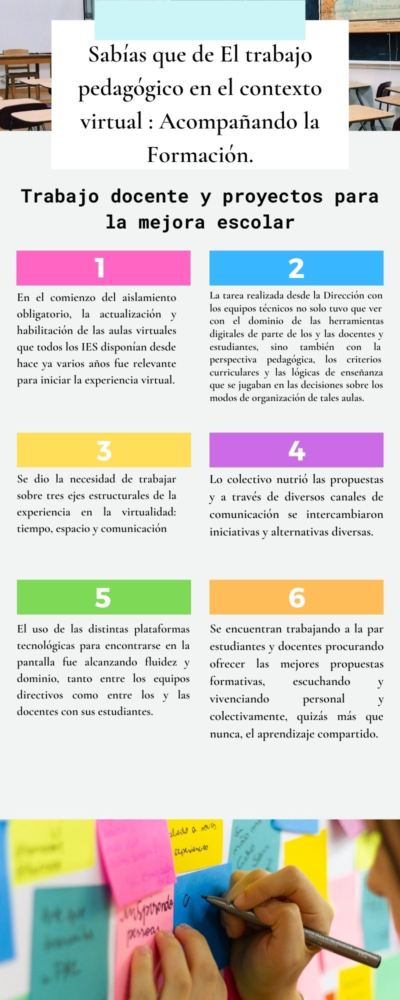 Sabías que de El trabajo
pedagógico en el contexto
virtual : Acompañando la
Formación.
Trabajo docente y proyectos para
la mejora escolar
1
En el comienzo del aislamiento
obligatorio, la actualización y
habilitación de las aulas virtuales
que todos los IES disponían desde
hace ya varios años fue relevante
para iniciar la experiencia virtual.
2
La tarea realizada desde la Dirección con
los equipos técnicos no solo tuvo que ver
con el dominio de las herramientas
digitales de parte de los y las docentes y
estudiantes, sino también con la
perspectiva pedagógica, los criterios
curriculares y las lógicas de enseñanza
que se jugaban en las decisiones sobre los
modos de organización de tales aulas.
3
Se dio la necesidad de trabajar
sobre tres ejes estructurales de la
experiencia en la virtualidad:
tiempo, espacio y comunicación
4
Lo colectivo nutrió las propuestas
y a través de diversos canales de
comunicación se intercambiaron
iniciativas y alternativas diversas.
5
El uso de las distintas plataformas
tecnológicas para encontrarse en la
pantalla fue alcanzando fluidez y
dominio, tanto entre los equipos
directivos como entre los y las
docentes con sus estudiantes.
6
Se encuentran trabajando a la par
estudiantes y docentes procurando
ofrecer las mejores propuestas
formativas, escuchando y
vivenciando personal y
colectivamente, quizás más que
nunca, el aprendizaje compartido.
a novas
experiencias
inspirando
pessoas
PARA RETRO PROJETOR
TINTA PERMANENTE